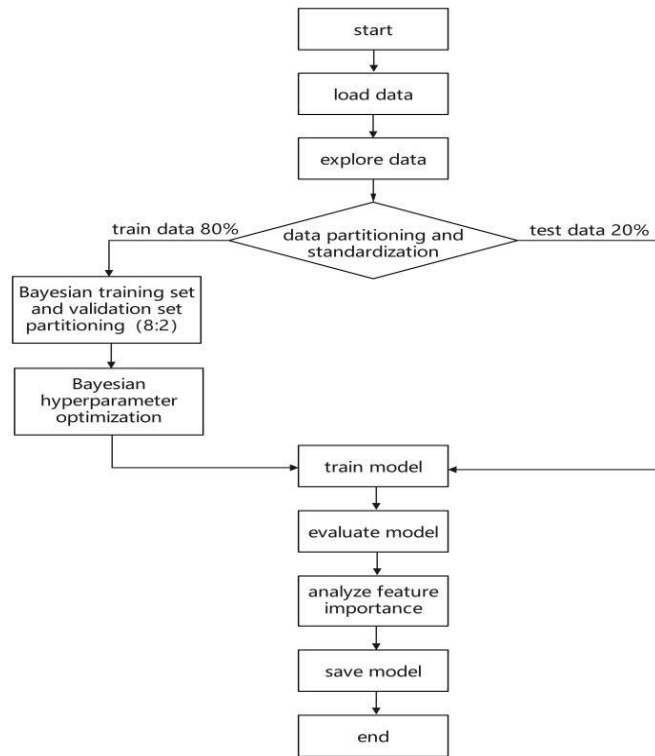 start
load data
explore data
train data 80%
data partitioning and
standardization
test data 20%
Bayesian training set
and validation set
partitioning (8:2)
Bayesian
hyperparameter
optimization
train model
evaluate model
analyze feature
importance
save model
end